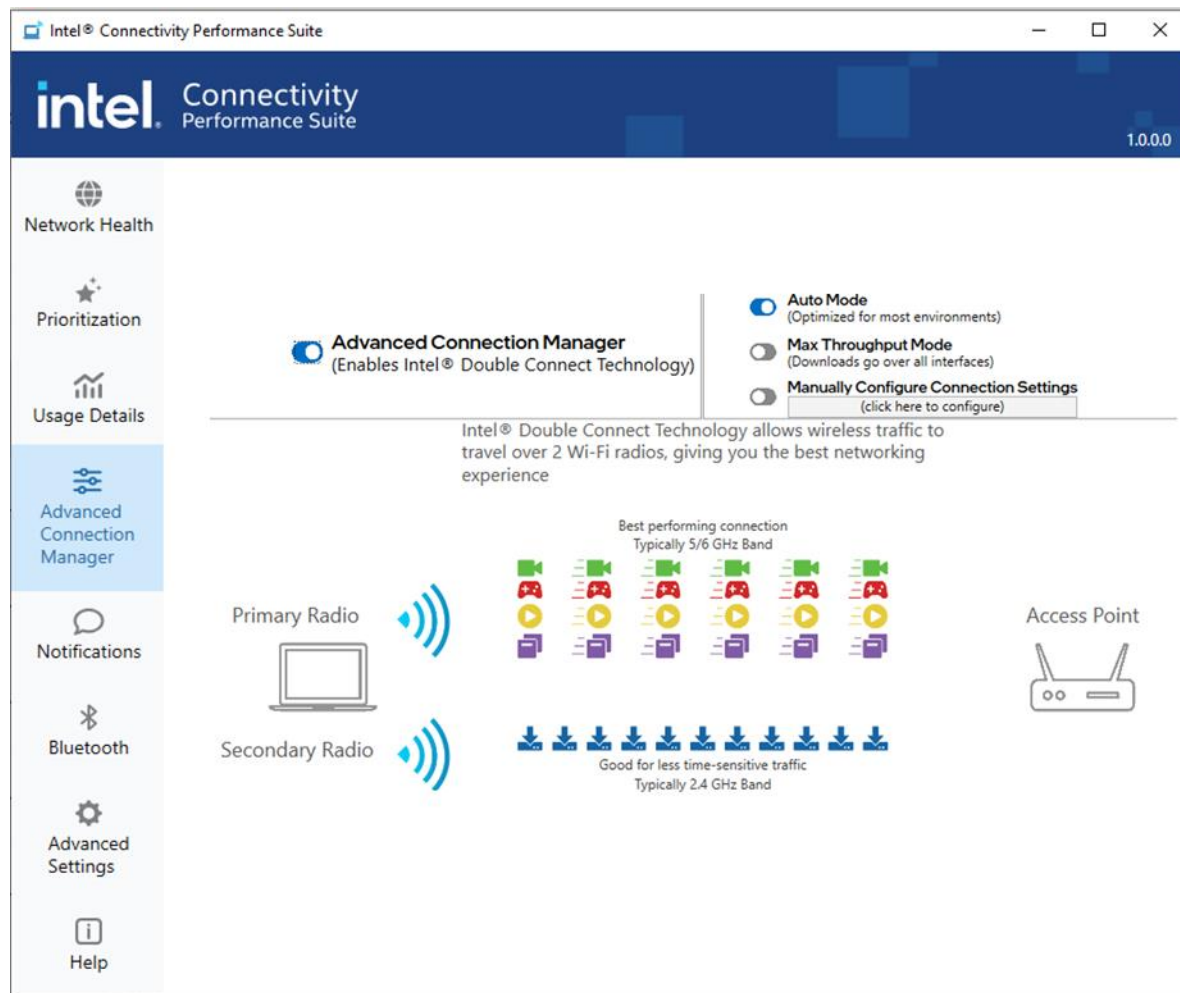 Intel® Connectivity Performance Suite
intel.
Connectivity
Performance Suite
1.0.0.0
Network Health
Prioritization
Usage Details
Advanced
Connection
Manager
Notifications
Bluetooth
Advanced
Settings
Help
Advanced Connection Manager
(Enables Intel® Double Connect Technology)
Auto Mode
(Optimized for most environments)
Max Throughput Mode
(Downloads go over all interfaces)
Manually Configure Connection Settings
(click here to configure)
Intel® Double Connect Technology allows wireless traffic to
travel over 2 Wi-Fi radios, giving you the best networking
experience
Best performing connection
Typically 5/6 GHz Band
Primary Radio
Access Point
Secondary Radio
Good for less time-sensitive traffic
Typically 2.4 GHz Band